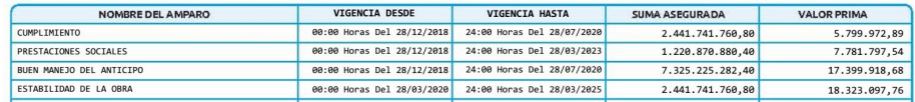 NOMBRE DEL AMPARO VIGENCIA DESDE VIGENCIA HASTA SUMA ASEGURADA VALOR PRIMA
CUMPLIMIENTO 00:00 Horas Del 28/12/2018 24:00 Horas Del 28/07/2020 2.441.741.760,80 5.799.972,89
PRESTACIONES SOCIALES 00:00 Horas Del 28/12/2018 24:00 Horas Del 28/03/2023 1.220.870.880,40 7.781.797,54
BUEN MANEJO DEL ANTICIPO 00:00 Horas Del 28/12/2018 24:00 Horas Del 28/07/2020 7.325.225.282,40 17.399.918,68
ESTABILIDAD DE LA OBRA 00:00 Horas Del 28/03/2020 24:00 Horas Del 28/03/2025 2.441.741.760,80 18.323.097,76